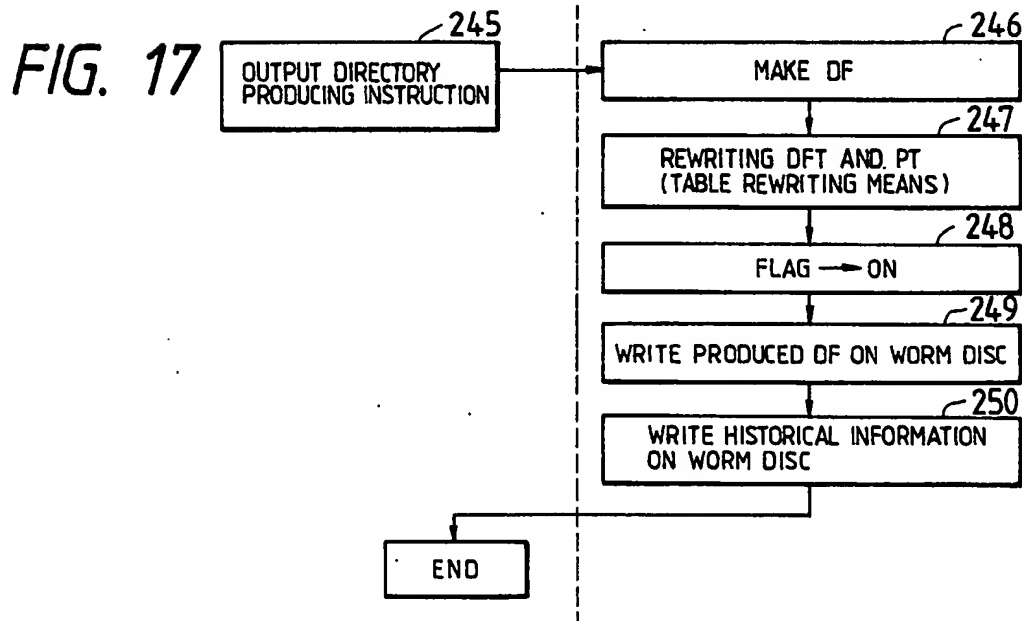 FIG. 17
245
OUTPUT DIRECTORY
PRODUCING INSTRUCTION
246
MAKE DF
247
REWRITING DFT AND. PT
(TABLE REWRITING MEANS)
248
FLAG → ON
249
WRITE PRODUCED DF ON WORM DISC
250
WRITE HISTORICAL INFORMATION
ON WORM DISC
END